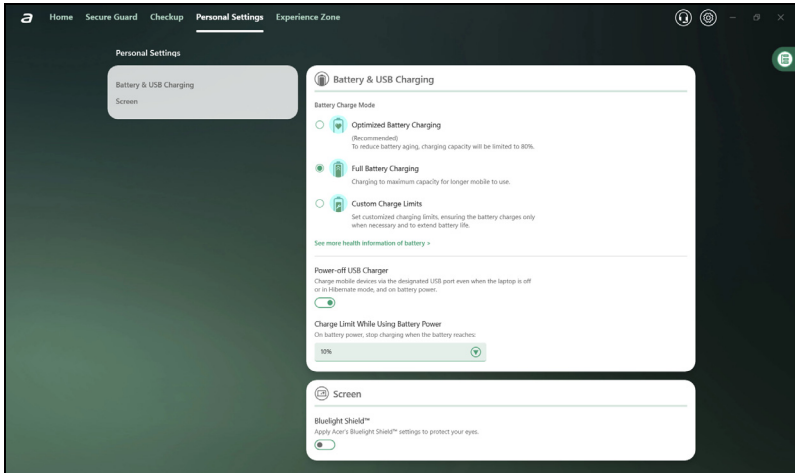 a Home Secure Guard Checkup Personal Settings Experience Zone
Personal Settings
Battery & USB Charging
Screen
Battery & USB Charging
Battery Charge Mode
Optimized Battery Charging
(Recommended)
To reduce battery aging, charging capacity will be limited to 80%.
Full Battery Charging
Charging to maximum capacity for longer mobile to use.
Custom Charge Limits
Set customized charging limits, ensuring the battery charges only
when necessary and to extend battery life.
See more health information of battery »
Power-off USB Charger
Charge mobile devices via the designated USB port even when the laptop is off
or in Hibernate mode, and on battery power.
Charge Limit While Using Battery Power
On battery power, stop charging when the battery reaches:
10%
Screen
Bluelight Shield™
Apply Acer's Bluelight Shield™ settings to protect your eyes.